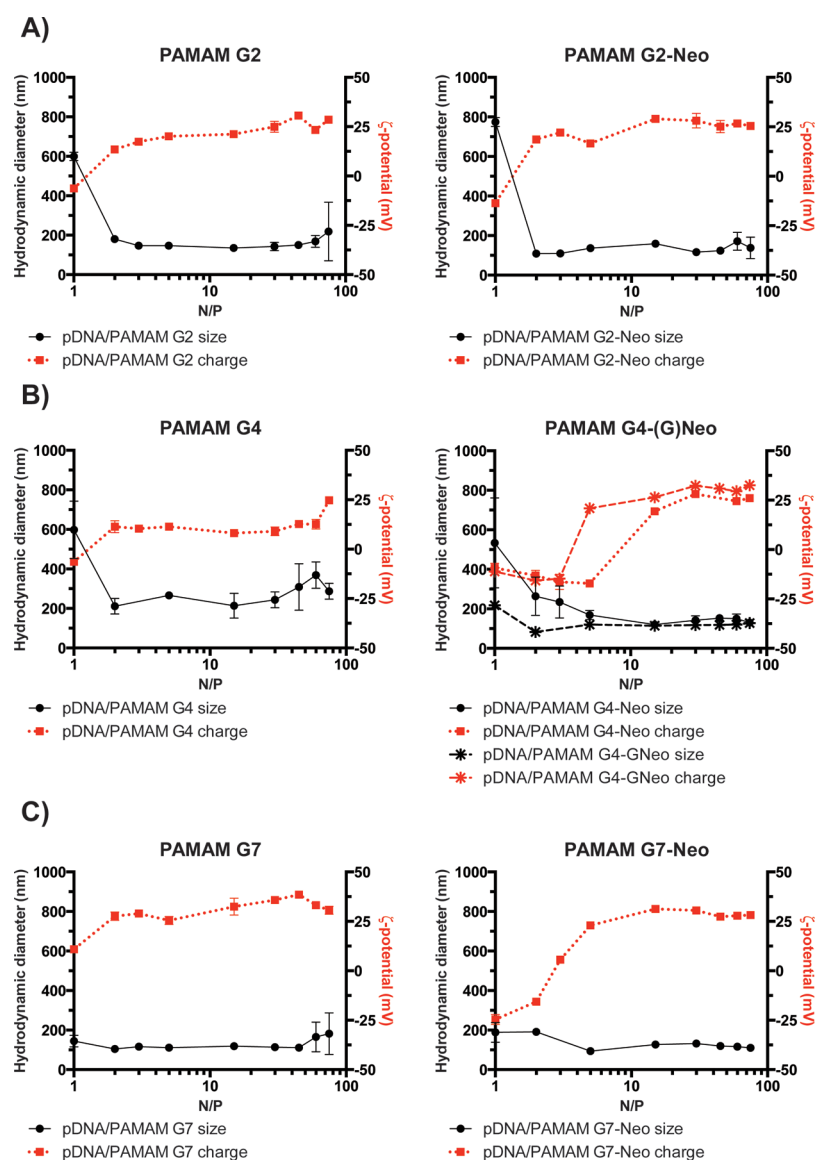 A)
PAMAM G2
Hydrodynamic diameter (nm)
1000
800
600
400
200
0
50
25
0
-25
-50
ζ-potential (mV)
1
10
100
N/P
pDNA/PAMAM G2 size
pDNA/PAMAM G2 charge
PAMAM G2-Neo
Hydrodynamic diameter (nm)
1000
800
600
400
200
0
50
25
0
-25
-50
ζ-potential (mV)
1
10
100
N/P
pDNA/PAMAM G2-Neo size
pDNA/PAMAM G2-Neo charge
B)
PAMAM G4
Hydrodynamic diameter (nm)
1000
800
600
400
200
0
50
25
0
-25
-50
ζ-potential (mV)
1
10
100
N/P
pDNA/PAMAM G4 size
pDNA/PAMAM G4 charge
PAMAM G4-(G)Neo
Hydrodynamic diameter (nm)
1000
800
600
400
200
0
50
25
0
-25
-50
ζ-potential (mV)
1
10
100
N/P
pDNA/PAMAM G4-Neo size
pDNA/PAMAM G4-Neo charge
pDNA/PAMAM G4-GNeo size
pDNA/PAMAM G4-GNeo charge
C)
PAMAM G7
Hydrodynamic diameter (nm)
1000
800
600
400
200
0
50
25
0
-25
-50
ζ-potential (mV)
1
10
100
N/P
pDNA/PAMAM G7 size
pDNA/PAMAM G7 charge
PAMAM G7-Neo
Hydrodynamic diameter (nm)
1000
800
600
400
200
0
50
25
0
-25
-50
ζ-potential (mV)
1
10
100
N/P
pDNA/PAMAM G7-Neo size
pDNA/PAMAM G7-Neo charge